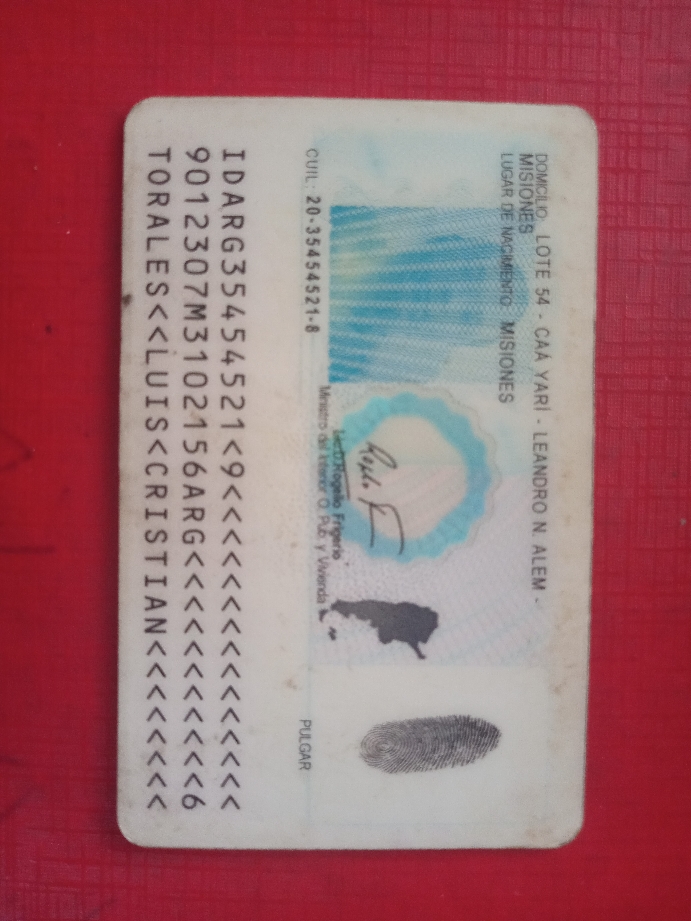 DOMICILIO: LOTE 54 - CAÁ YARÍ - LEANDRO N. ALEM -
MISIONES
LUGAR DE NACIMIENTO: MISIONES
CUIL: 20-35454521-8
Lic. D. Rogelio Frigerio
Ministro del Interior O. Púb. y Vivienda
PULGAR
IDARG35454521<9<<<<<<<<<<<<<<<
9012307M3102156ARG<<<<<<<<<<<6
TORALES<<LUIS<CRISTIAN<<<<<<<<